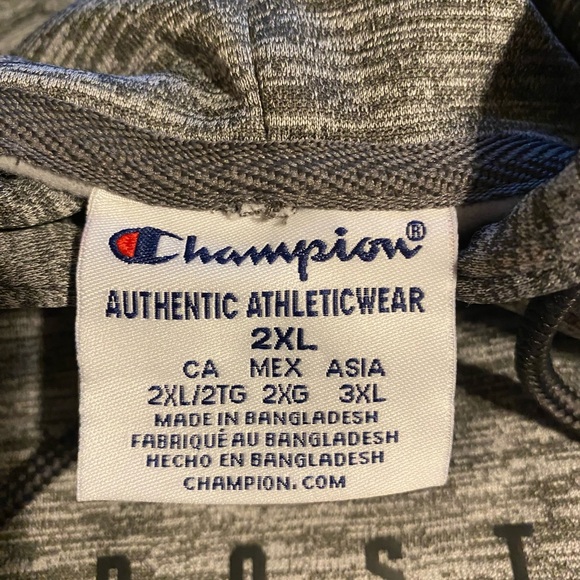 Champion®
AUTHENTIC ATHLETICWEAR
2XL
CA MEX ASIA
2XL/2TG 2XG 3XL
MADE IN BANGLADESH
FABRIQUÉ AU BANGLADESH
HECHO EN BANGLADESH
CHAMPION.COM